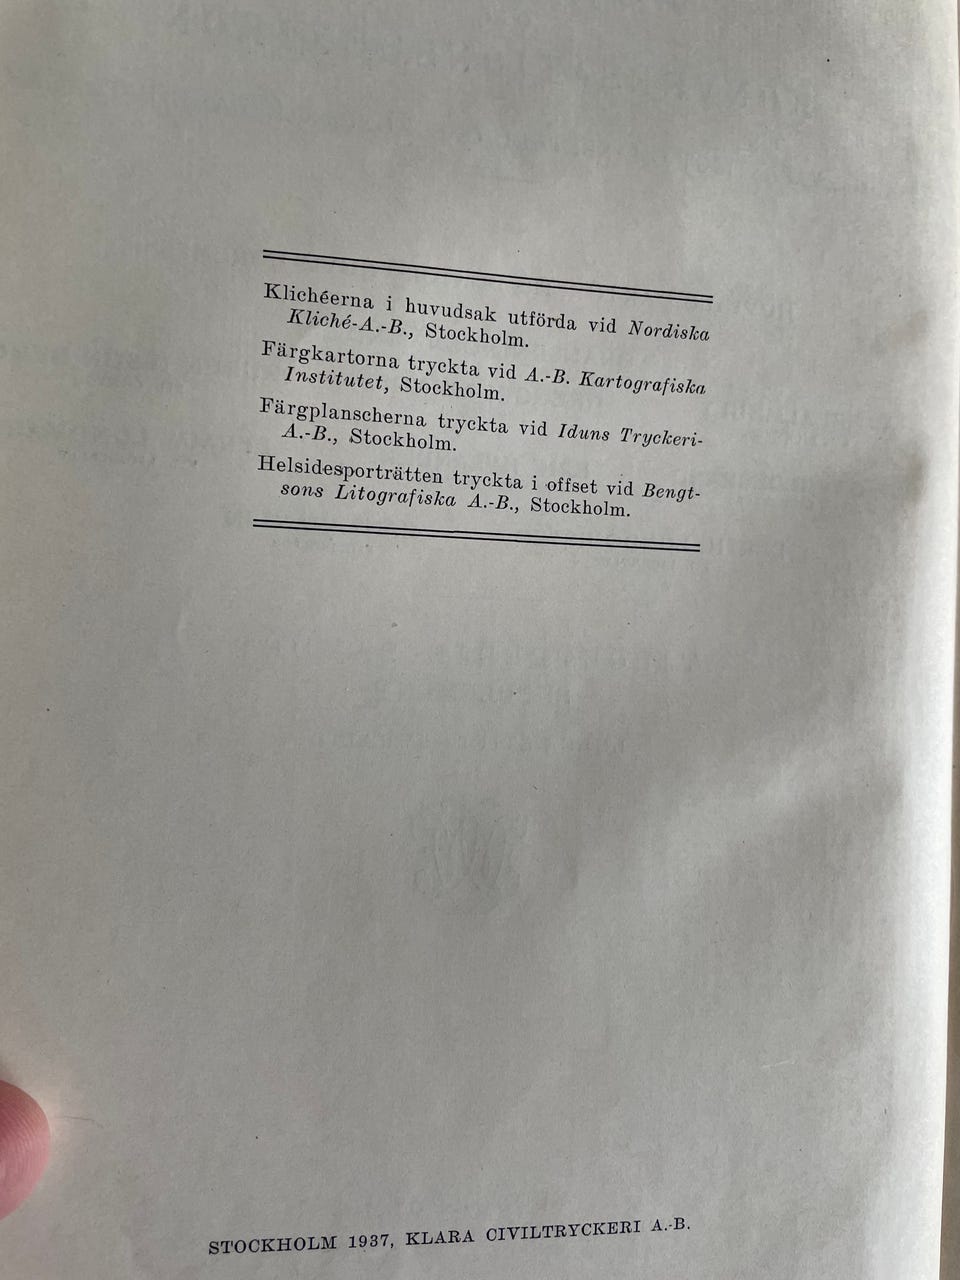 Klichéerna i huvudsak utförda vid Nordiska
Kliché-A.-B., Stockholm.
Färgkartorna tryckta vid A.-B. Kartografiska
Institutet, Stockholm.
Färgplanscherna tryckta vid Iduns Tryckeri-
A.-B., Stockholm.
Helsidesporträtten tryckta i offset vid Bengt-
sons Litografiska A.-B., Stockholm.
STOCKHOLM 1937, KLARA CIVILTRYCKERI A.-B.